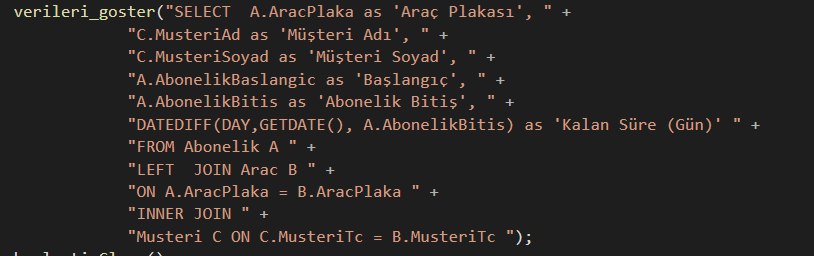 verileri_goster("SELECT  A.AracPlaka as 'Araç Plakası', " +
"C.MusteriAd as 'Müşteri Adı', " +
"C.MusteriSoyad as 'Müşteri Soyad', " +
"A.AbonelikBaslangic as 'Başlangıç', " +
"A.AbonelikBitis as 'Abonelik Bitiş', " +
"DATEDIFF(DAY,GETDATE(), A.AbonelikBitis) as 'Kalan Süre (Gün)' " +
"FROM Abonelik A " +
"LEFT  JOIN Arac B " +
"ON A.AracPlaka = B.AracPlaka " +
"INNER JOIN " +
"Musteri C ON C.MusteriTc = B.MusteriTc ");